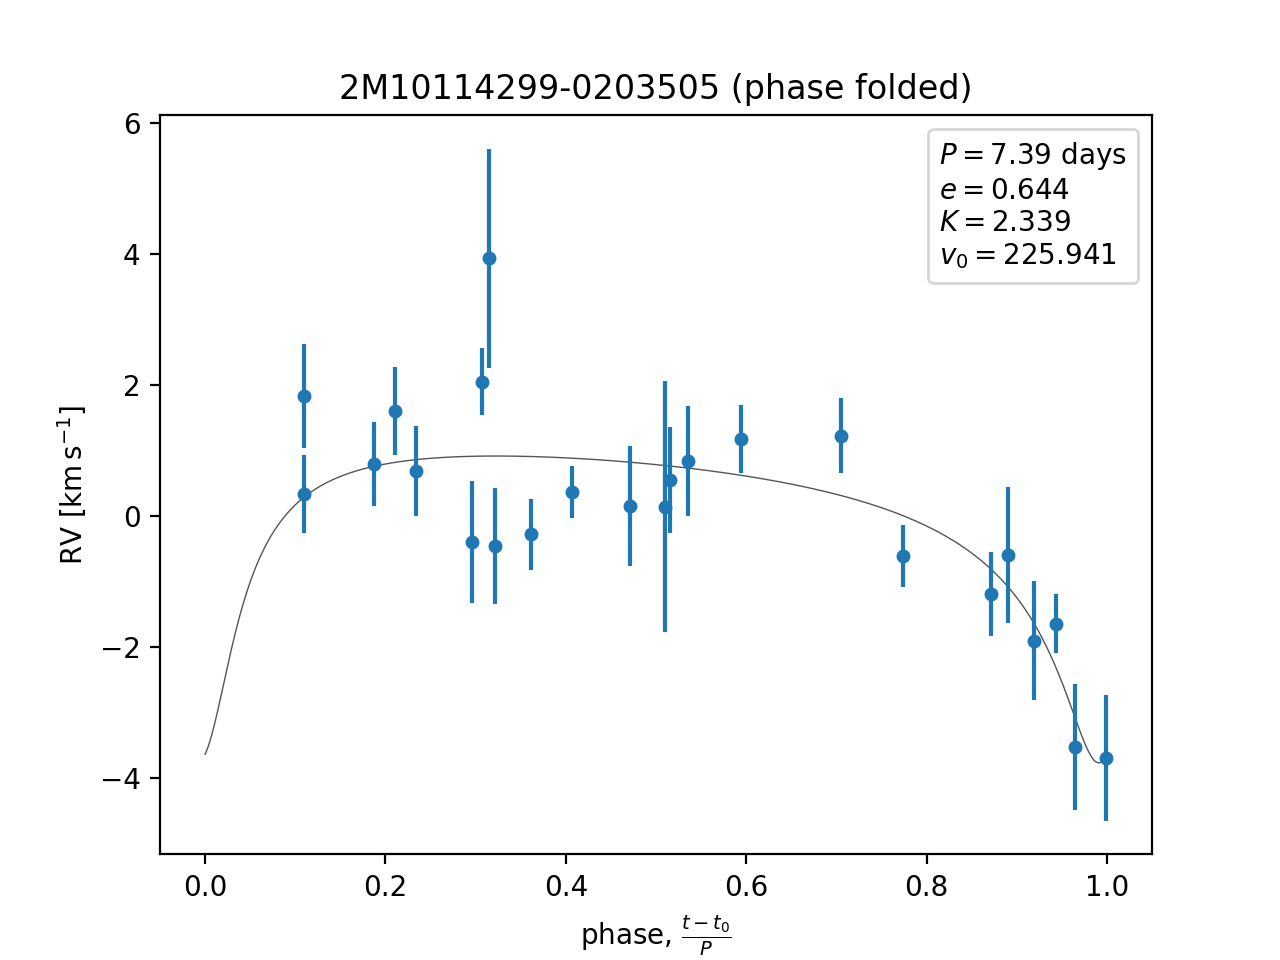 2M10114299-0203505 (phase folded)
P = 7.39 days
e = 0.644
K = 2.339
v₀ = 225.941
RV [km s⁻¹]
6
4
2
0
−2
−4
0.0 0.2 0.4 0.6 0.8 1.0
phase, (t − t₀)/P